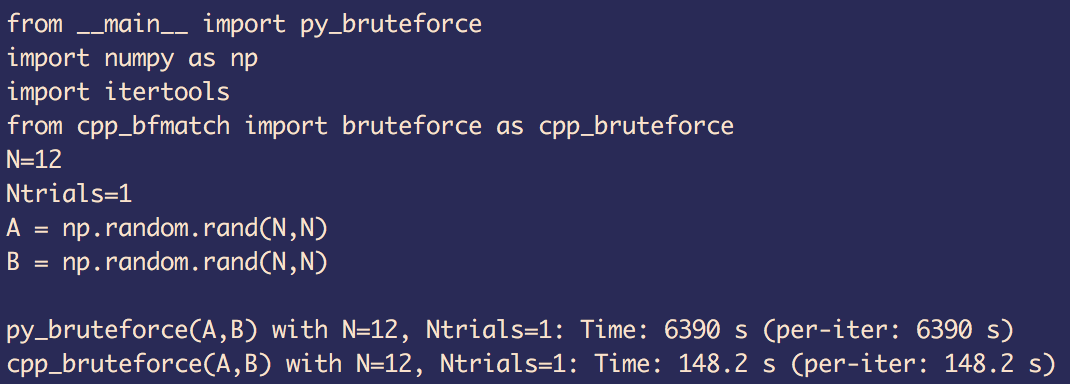 from __main__ import py_bruteforce
import numpy as np
import itertools
from cpp_bfmatch import bruteforce as cpp_bruteforce
N=12
Ntrials=1
A = np.random.rand(N,N)
B = np.random.rand(N,N)
py_bruteforce(A,B) with N=12, Ntrials=1: Time: 6390 s (per-iter: 6390 s)
cpp_bruteforce(A,B) with N=12, Ntrials=1: Time: 148.2 s (per-iter: 148.2 s)